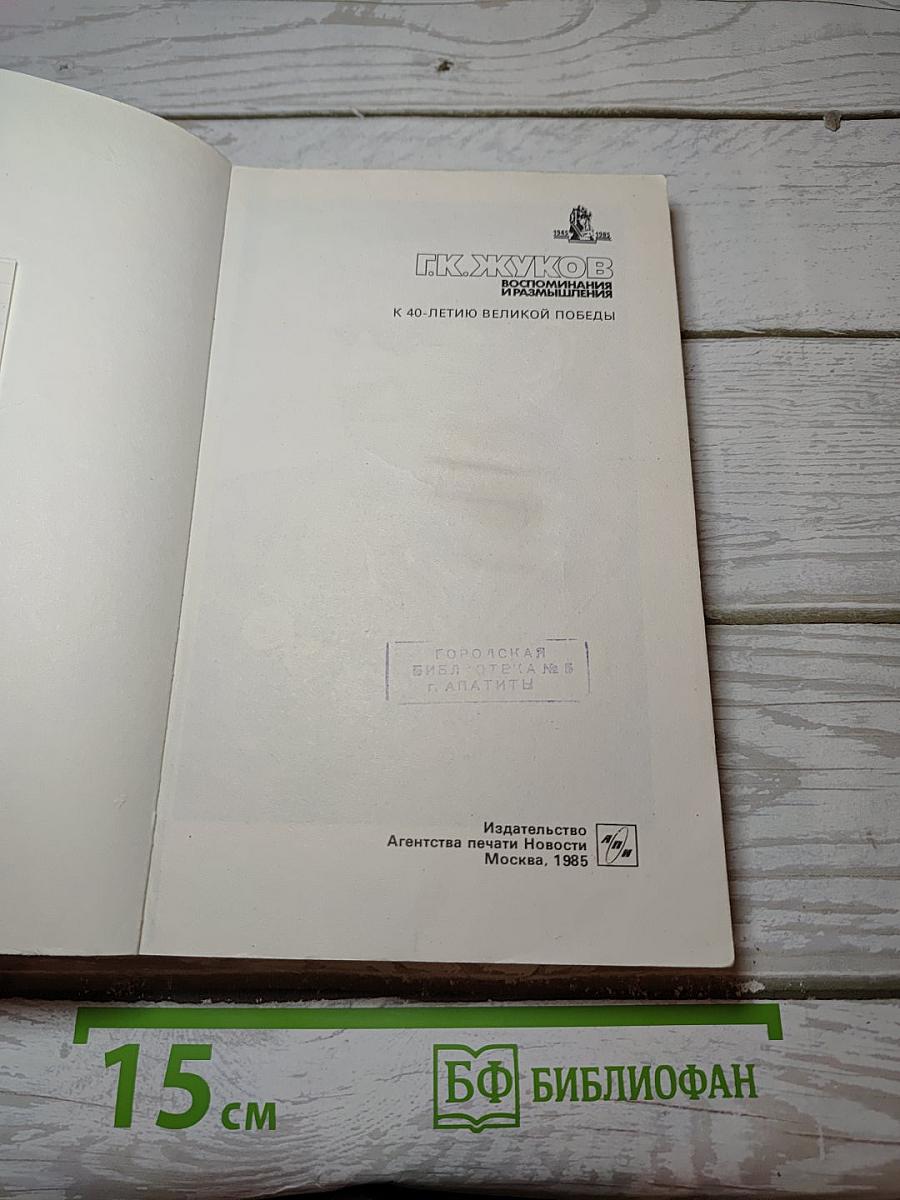 1945 1985
Г.К. ЖУКОВ
ВОСПОМИНАНИЯ
И РАЗМЫШЛЕНИЯ
К 40-ЛЕТИЮ ВЕЛИКОЙ ПОБЕДЫ
ГОРОДСКАЯ
БИБЛИОТЕКА №
г. АПАТИТЫ
Издательство
Агентства печати Новости
Москва, 1985
АПН
15 см
БФ БИБЛИОФАН